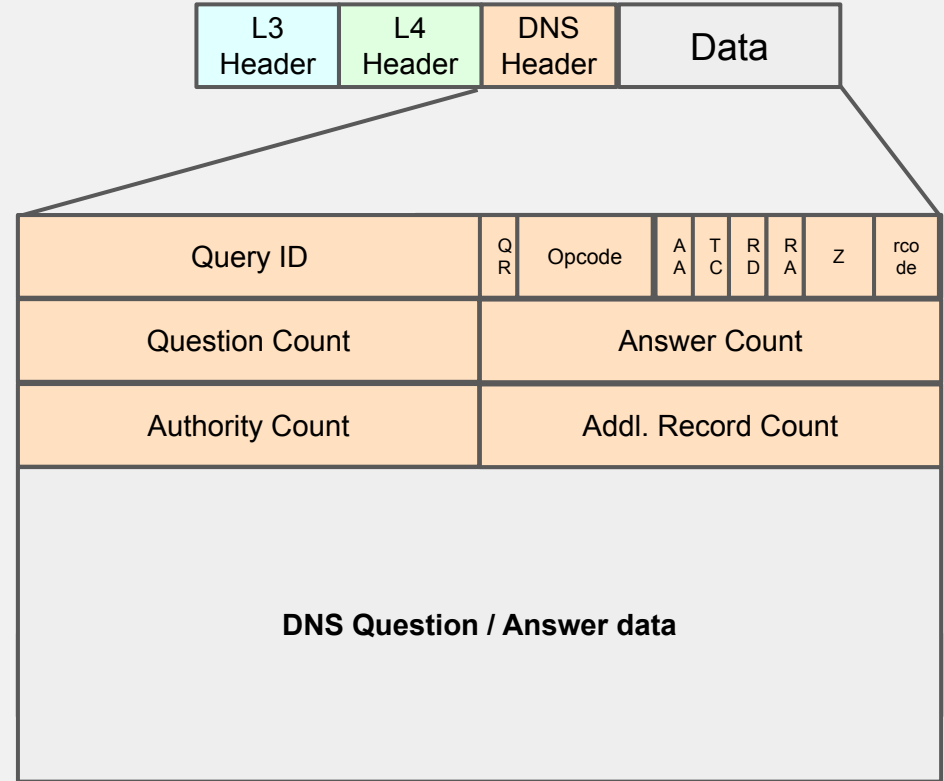 L3
Header
L4
Header
DNS
Header
Data
Query ID
Q
R
Opcode
A
A
T
C
R
D
R
A
Z
rco
de
Question Count
Answer Count
Authority Count
Addl. Record Count
DNS Question / Answer data